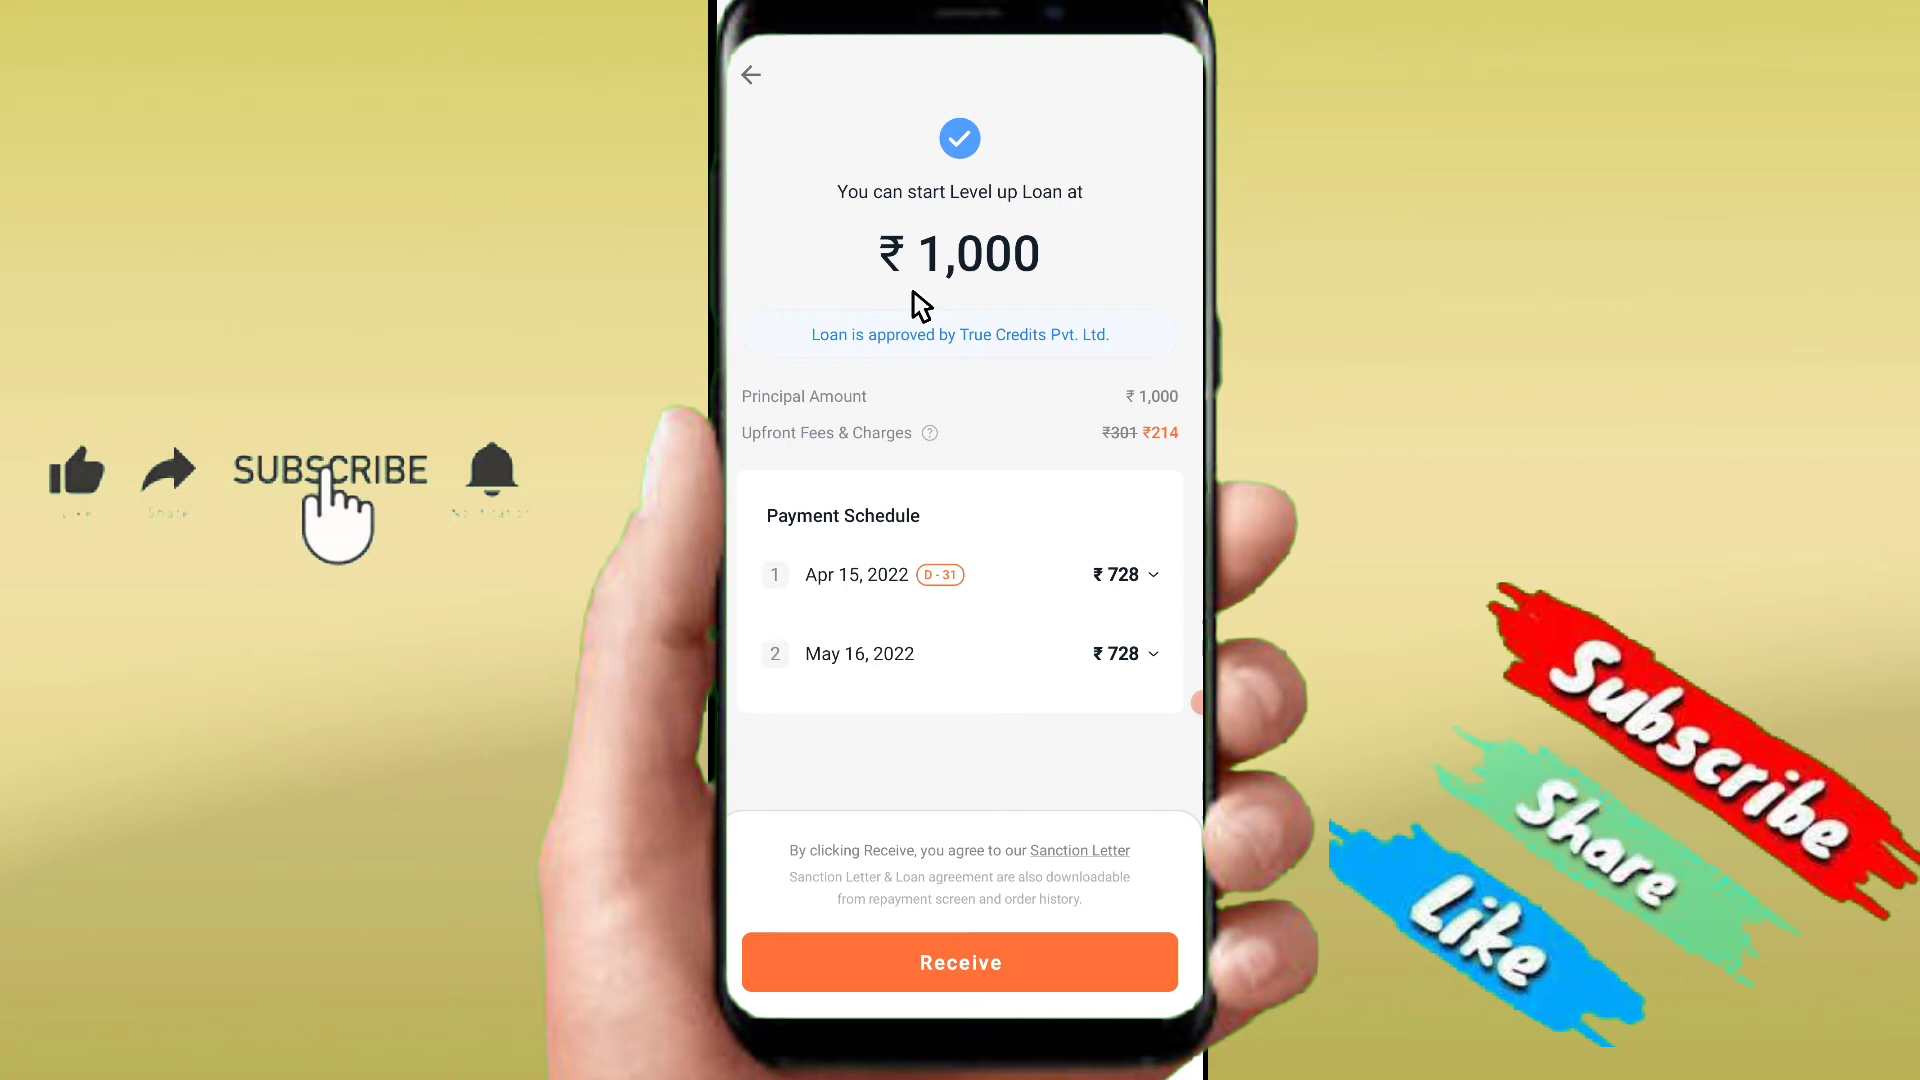 You can start Level up Loan at
₹ 1,000
Loan is approved by True Credits Pvt. Ltd.
Principal Amount ₹ 1,000
Upfront Fees & Charges ? ₹301 ₹214
Payment Schedule
1 Apr 15, 2022 D - 31 ₹ 728
2 May 16, 2022 ₹ 728
By clicking Receive, you agree to our Sanction Letter
Sanction Letter & Loan agreement are also downloadable
from repayment screen and order history.
Receive
SUBSCRIBE
Share
Subscribe
Share
Like